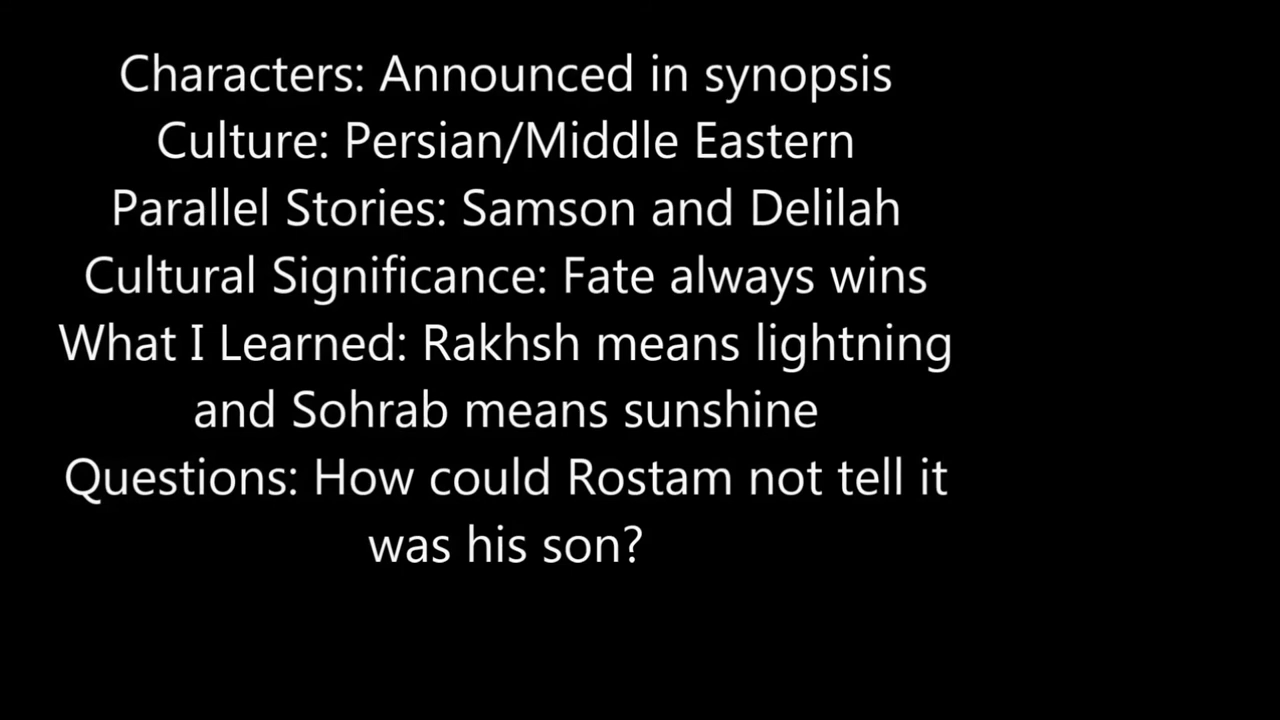 Characters: Announced in synopsis
Culture: Persian/Middle Eastern
Parallel Stories: Samson and Delilah
Cultural Significance: Fate always wins
What I Learned: Rakhsh means lightning
and Sohrab means sunshine
Questions: How could Rostam not tell it
was his son?